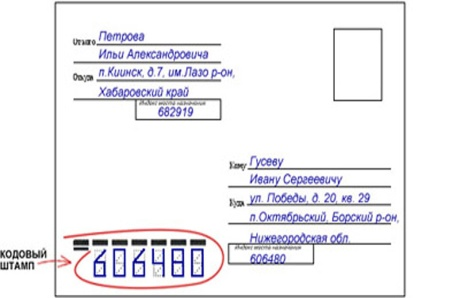 От кого Петрова
Ильи Александровича
Откуда п.Киинск, д.7, им.Лазо р-он,
Хабаровский край
Индекс места назначения
682919
Кому Гусеву
Ивану Сергеевичу
Куда ул. Победы, д. 20, кв. 29
п.Октябрьский, Борский р-он,
Нижегородская обл.
Индекс места назначения
606480
КОДОВЫЙ
ШТАМП
606480